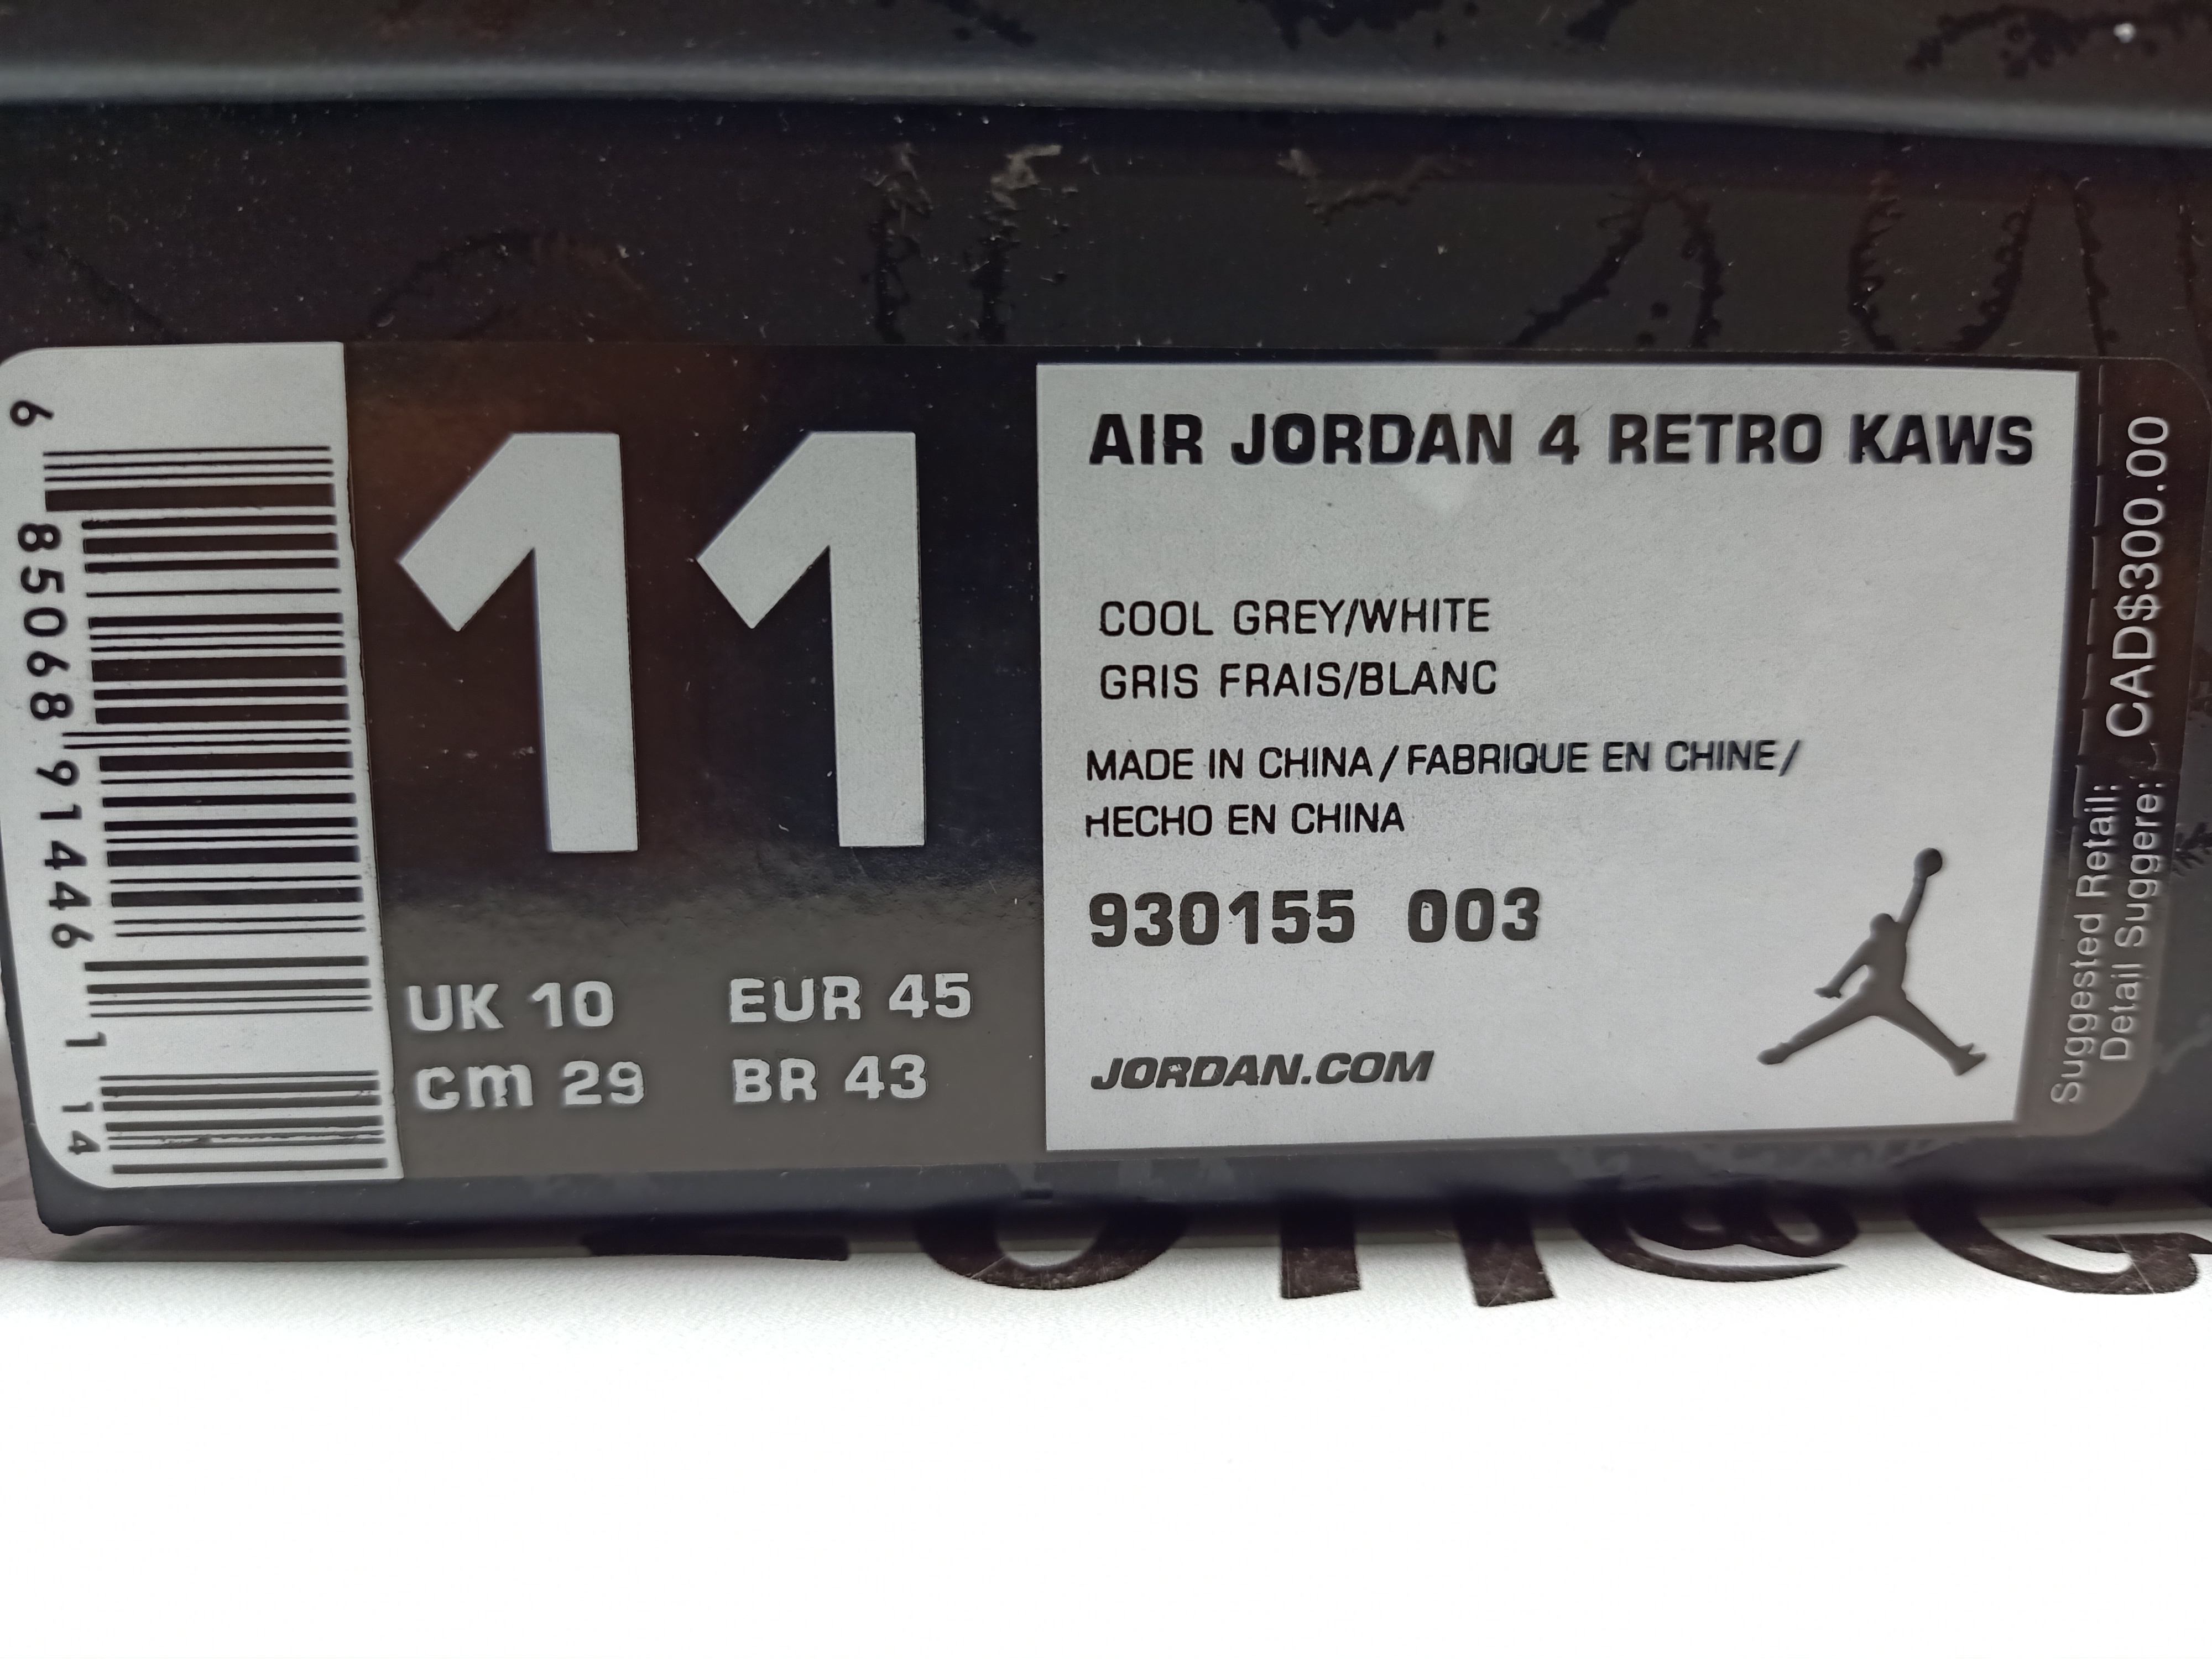 6 85068 91446 1 14
11
UK 10 EUR 45
cm 29 BR 43
AIR JORDAN 4 RETRO KAWS
COOL GREY/WHITE
GRIS FRAIS/BLANC
MADE IN CHINA/FABRIQUE EN CHINE/
HECHO EN CHINA
930155 003
JORDAN.COM
Suggested Retail:
Detail Suggere: CAD$300.00